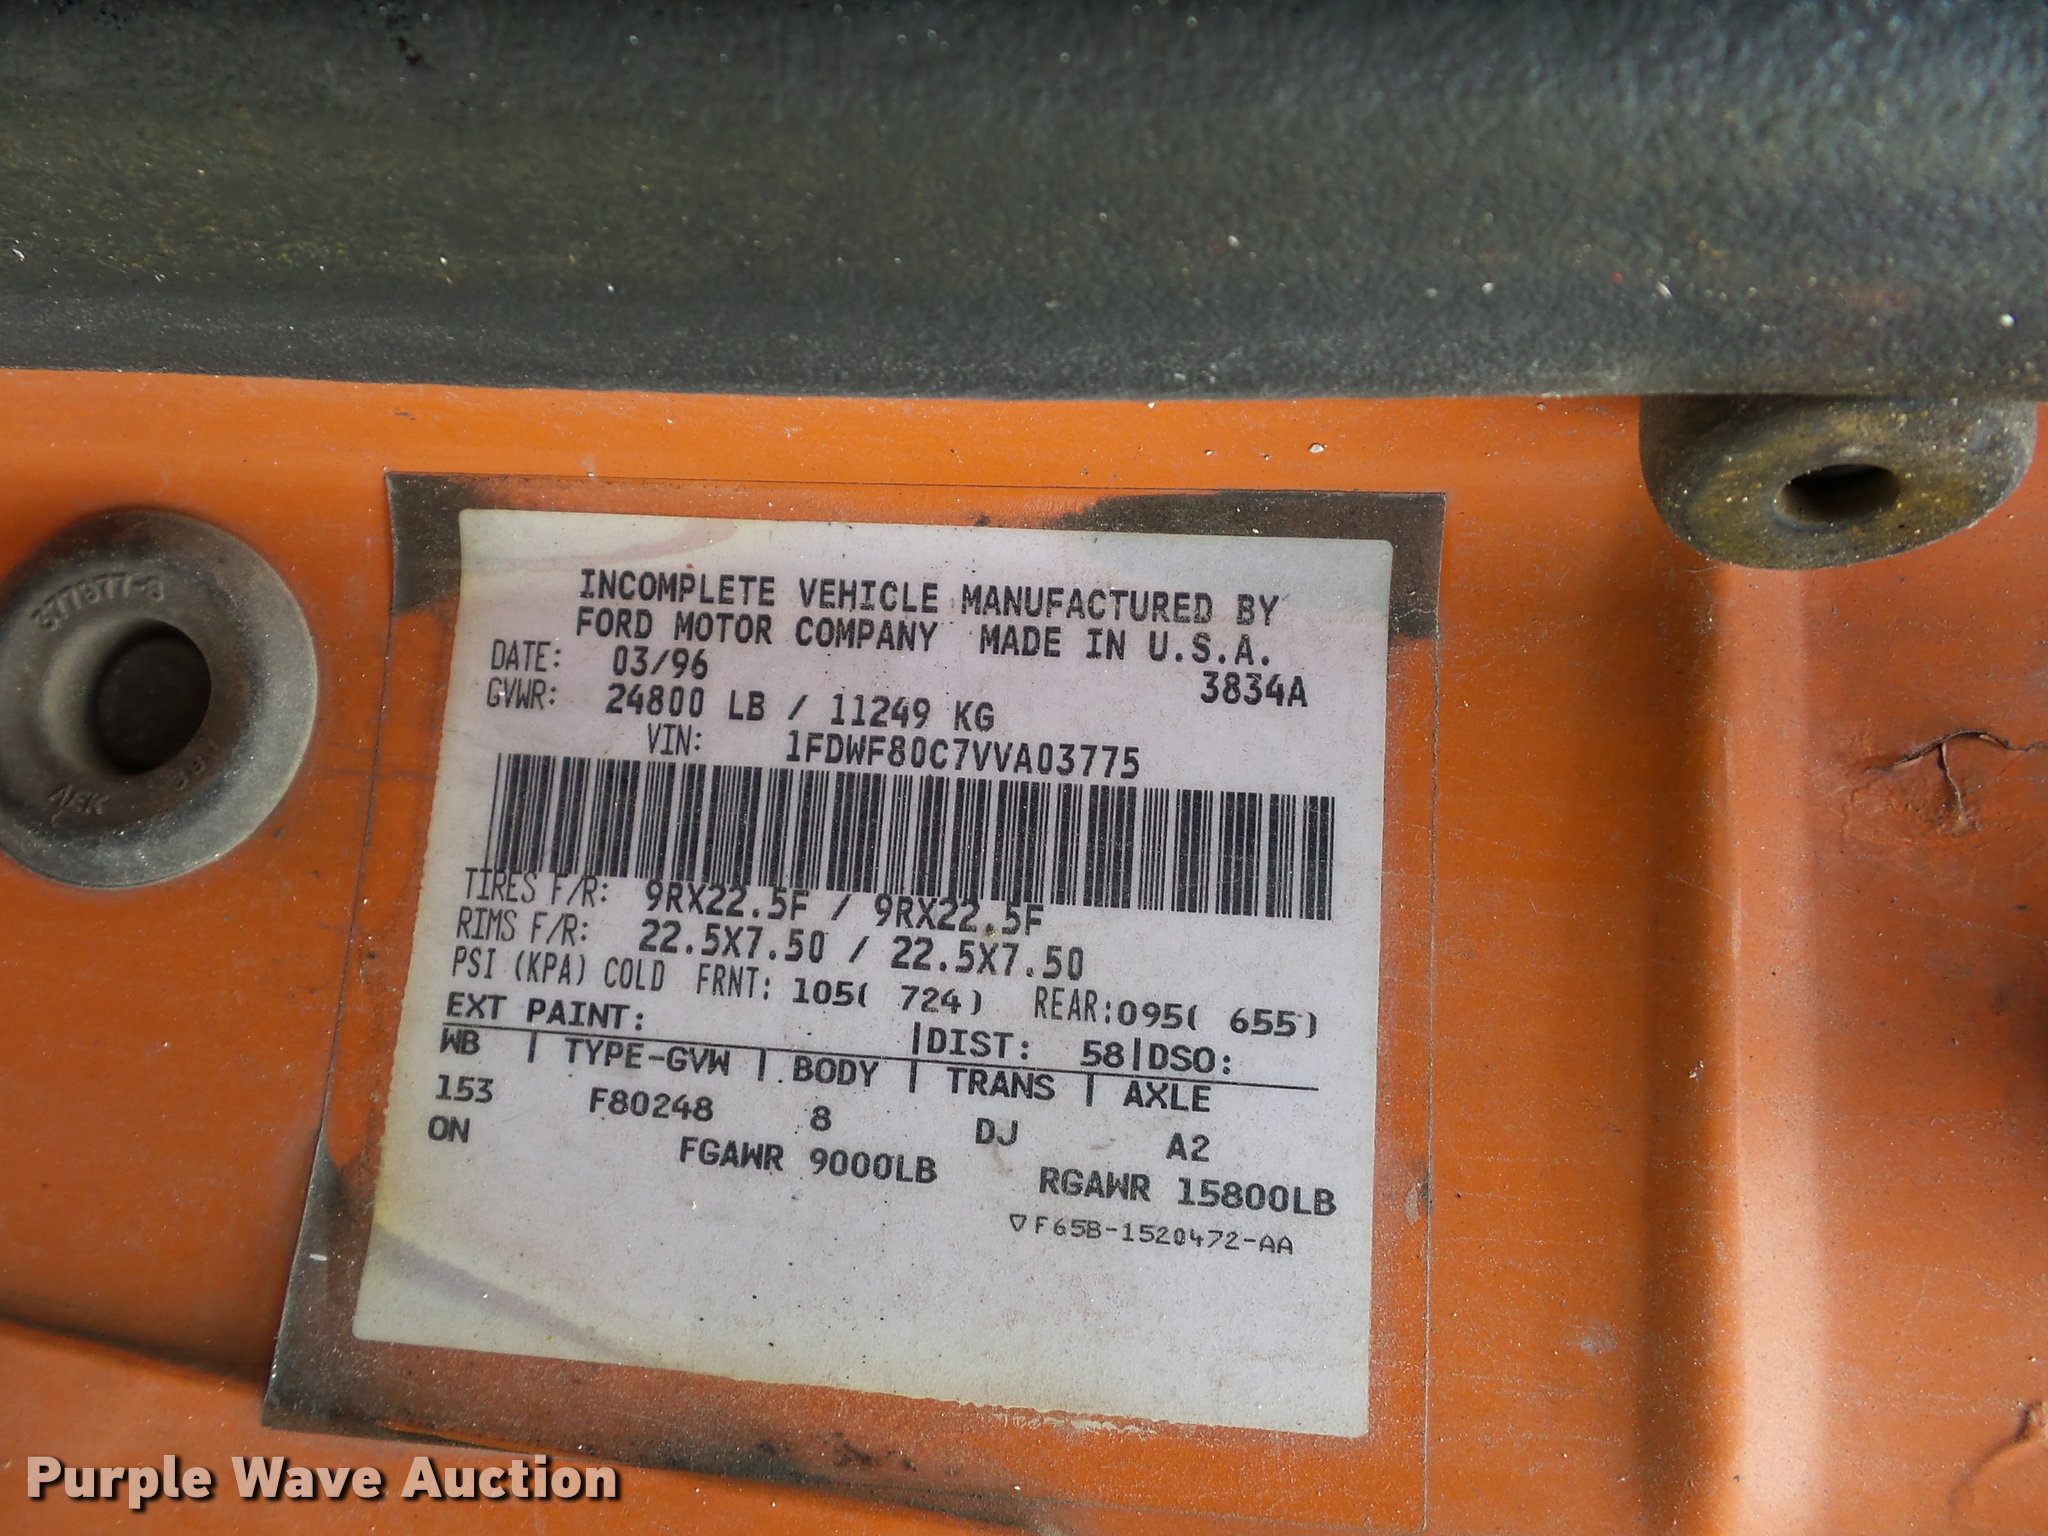 377977-S
AFK
INCOMPLETE VEHICLE MANUFACTURED BY
FORD MOTOR COMPANY MADE IN U.S.A.
DATE: 03/96 3834A
GVWR: 24800 LB / 11249 KG
VIN: 1FDWF80C7VVA03775
TIRES F/R: 9RX22.5F / 9RX22.5F
RIMS F/R: 22.5X7.50 / 22.5X7.50
PSI (KPA) COLD FRNT: 105( 724) REAR:095( 655)
EXT PAINT: |DIST: 58|DSO:
WB | TYPE-GVW | BODY | TRANS | AXLE
153 F80248 8 DJ A2
ON FGAWR 9000LB RGAWR 15800LB
▽F65B-1520472-AA
Purple Wave Auction